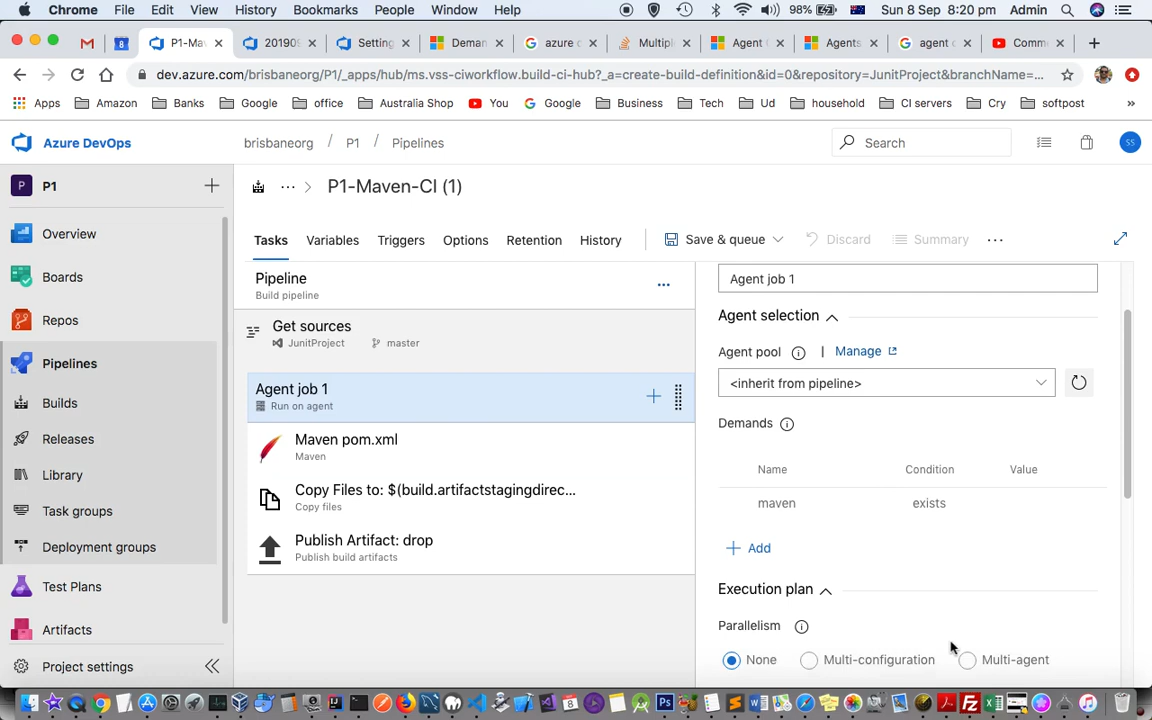 Chrome File Edit View History Bookmarks People Window Help 98% Sun 8 Sep 8:20 pm Admin
P1-Ma 201909 Setting Deman azure c Multiple Agent C Agents agent c Comme
dev.azure.com/brisbaneorg/P1/_apps/hub/ms.vss-ciworkflow.build-ci-hub?_a=create-build-definition&id=0&repository=JunitProject&branchName=...
Apps Amazon Banks Google office Australia Shop You Google Business Tech Ud household CI servers Cry softpost »
Azure DevOps brisbaneorg / P1 / Pipelines Search SS
P P1
... > P1-Maven-CI (1)
Overview
Boards
Repos
Pipelines
Builds
Releases
Library
Task groups
Deployment groups
Test Plans
Artifacts
Project settings
Tasks Variables Triggers Options Retention History Save & queue Discard Summary ...
Pipeline
Build pipeline
...
Get sources
JunitProject master
Agent job 1
Run on agent
Maven pom.xml
Maven
Copy Files to: $(build.artifactstagingdirec...
Copy files
Publish Artifact: drop
Publish build artifacts
Agent job 1
Agent selection
Agent pool | Manage
<inherit from pipeline>
Demands
Name Condition Value
maven exists
+ Add
Execution plan
Parallelism
None Multi-configuration Multi-agent